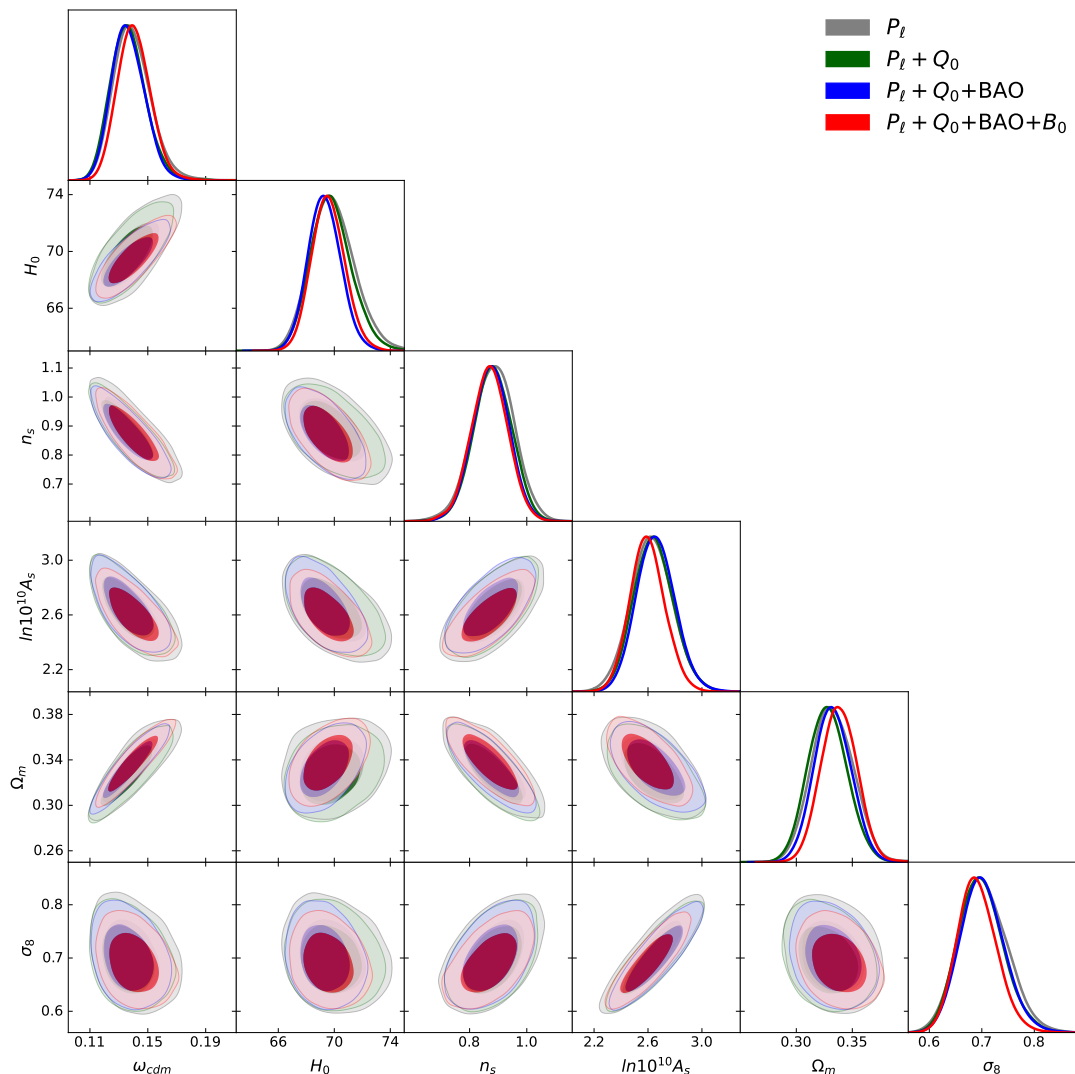 P_ℓ
P_ℓ + Q_0
P_ℓ + Q_0+BAO
P_ℓ + Q_0+BAO+B_0
74
70
66
H_0
1.1
1.0
0.9
0.8
0.7
n_s
3.0
2.6
2.2
ln10^{10}A_s
0.38
0.34
0.30
0.26
Ω_m
0.8
0.7
0.6
σ_8
0.11 0.15 0.19 66 70 74 0.8 1.0 2.2 2.6 3.0 0.30 0.35 0.6 0.7 0.8
ω_{cdm} H_0 n_s ln10^{10}A_s Ω_m σ_8